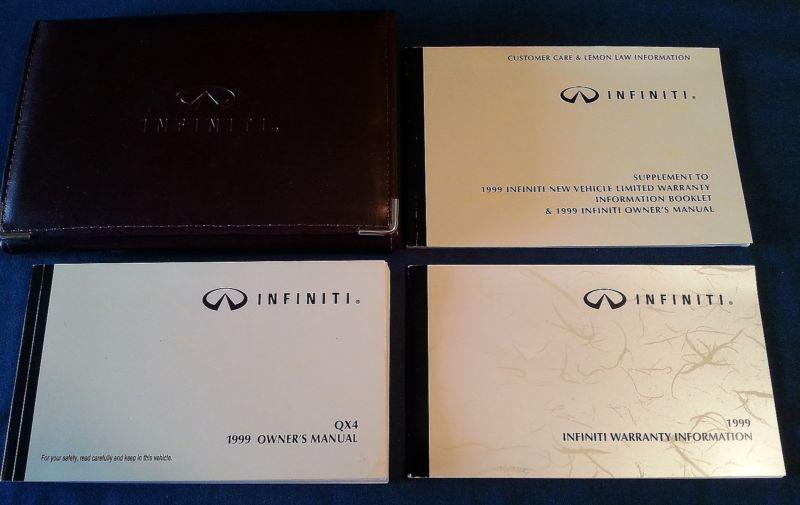 INFINITI®
CUSTOMER CARE & LEMON LAW INFORMATION
INFINITI®
SUPPLEMENT TO
1999 INFINITI NEW VEHICLE LIMITED WARRANTY
INFORMATION BOOKLET
& 1999 INFINITI OWNER'S MANUAL
INFINITI®
QX4
1999 OWNER'S MANUAL
For your safety, read carefully and keep in this vehicle.
INFINITI®
1999
INFINITI WARRANTY INFORMATION